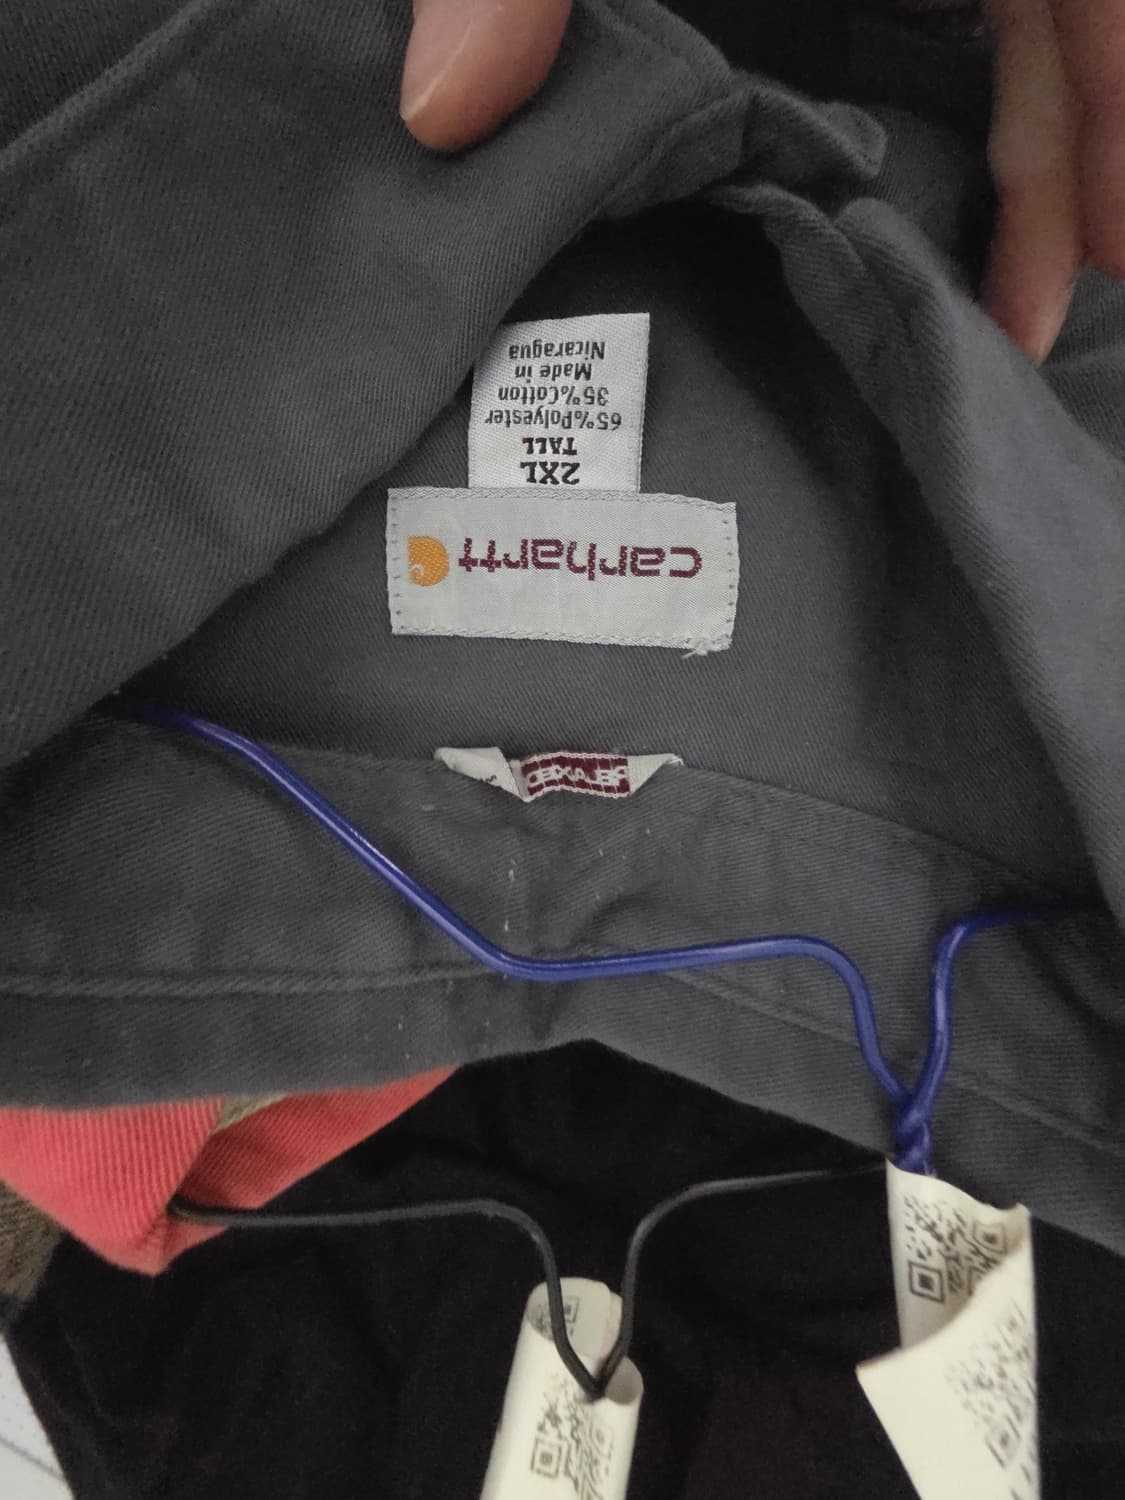 carhartt
2XL
TALL
65%Polyester
35%Cotton
Made in
Nicaragua